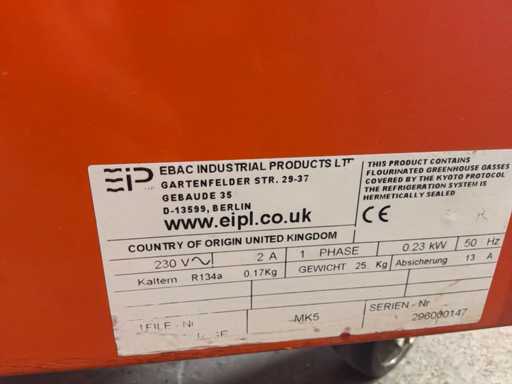 EIP EBAC INDUSTRIAL PRODUCTS LTD
GARTENFELDER STR. 29-37
GEBAUDE 35
D-13599, BERLIN
www.eipl.co.uk
THIS PRODUCT CONTAINS
FLOURINATED GREENHOUSE GASSES
COVERED BY THE KYOTO PROTOCOL
THE REFRIGERATION SYSTEM IS
HERMETICALLY SEALED
CE
COUNTRY OF ORIGIN UNITED KINGDOM
230 V 2 A 1 PHASE 0.23 kW 50 Hz
Kaltem R134a 0.17Kg GEWICHT 25 Kg Absicherung 13 A
MK5
SERIEN-Nr
296000147